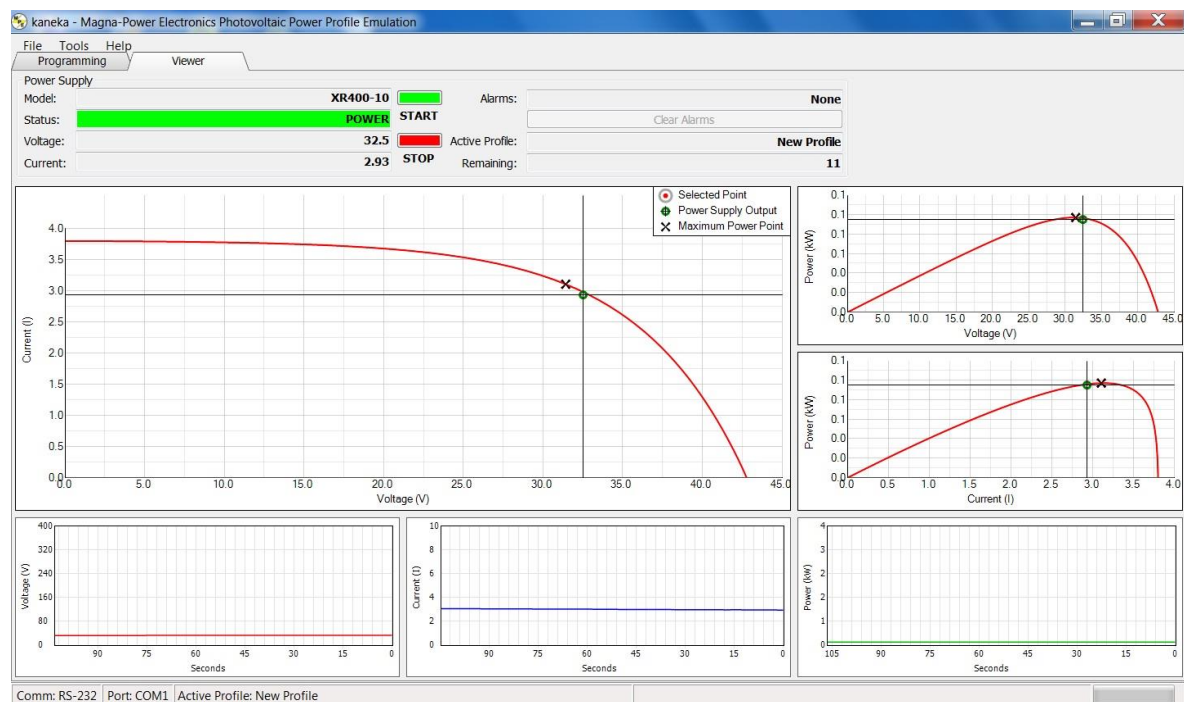 kaneka - Magna-Power Electronics Photovoltaic Power Profile Emulation
File Tools Help
Programming Viewer
Power Supply
Model: XR400-10 Alarms: None
Status: POWER START Clear Alarms
Voltage: 32.5 Active Profile: New Profile
Current: 2.93 STOP Remaining: 11
Selected Point
Power Supply Output
Maximum Power Point
4.0
3.5
3.0
2.5
2.0
1.5
1.0
0.5
0.0
Current (I)
0.0 5.0 10.0 15.0 20.0 25.0 30.0 35.0 40.0 45.0
Voltage (V)
0.1
0.1
0.1
0.1
0.0
0.0
0.0
Power (kW)
0.0 5.0 10.0 15.0 20.0 25.0 30.0 35.0 40.0 45.0
Voltage (V)
0.1
0.1
0.1
0.1
0.0
0.0
0.0
Power (kW)
0.0 0.5 1.0 1.5 2.0 2.5 3.0 3.5 4.0
Current (I)
400
320
240
160
80
0
Voltage (V)
90 75 60 45 30 15 0
Seconds
10
8
6
4
2
0
Current (I)
90 75 60 45 30 15 0
Seconds
4
3
2
2
1
0
Power (kW)
105 90 75 60 45 30 15 0
Seconds
Comm: RS-232 Port: COM1 Active Profile: New Profile